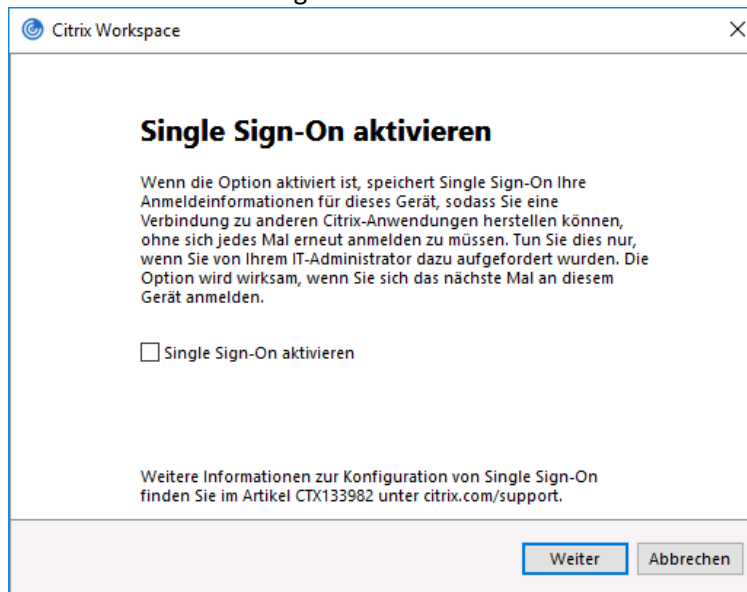 Citrix Workspace
Single Sign-On aktivieren
Wenn die Option aktiviert ist, speichert Single Sign-On Ihre
Anmeldeinformationen für dieses Gerät, sodass Sie eine
Verbindung zu anderen Citrix-Anwendungen herstellen können,
ohne sich jedes Mal erneut anmelden zu müssen. Tun Sie dies nur,
wenn Sie von Ihrem IT-Administrator dazu aufgefordert wurden. Die
Option wird wirksam, wenn Sie sich das nächste Mal an diesem
Gerät anmelden.
Single Sign-On aktivieren
Weitere Informationen zur Konfiguration von Single Sign-On
finden Sie im Artikel CTX133982 unter citrix.com/support.
Weiter Abbrechen